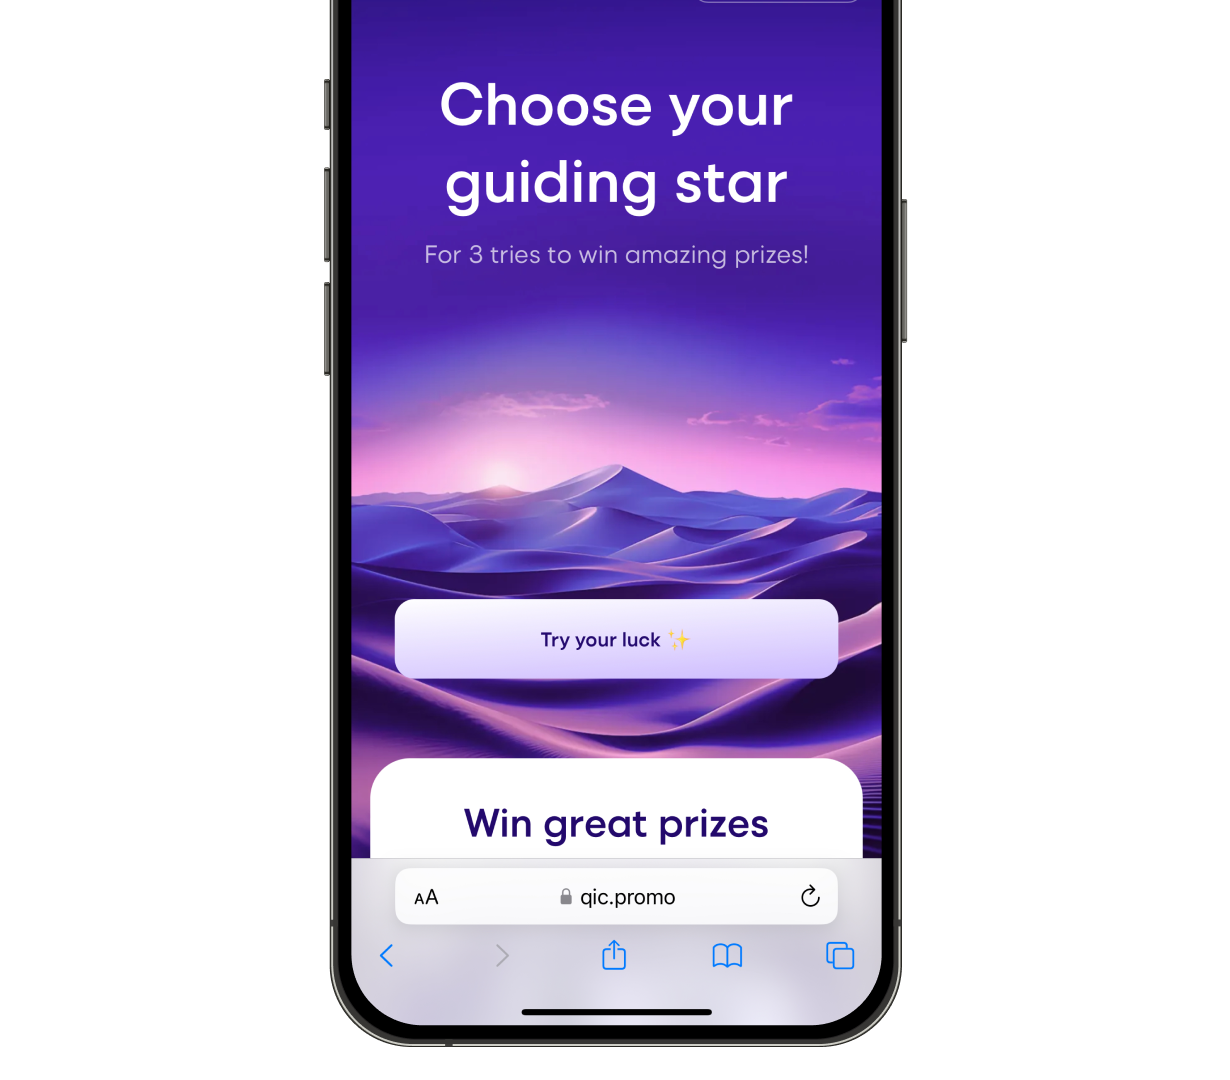 Choose your
guiding star
For 3 tries to win amazing prizes!
Try your luck ✨
Win great prizes
AA
qic.promo